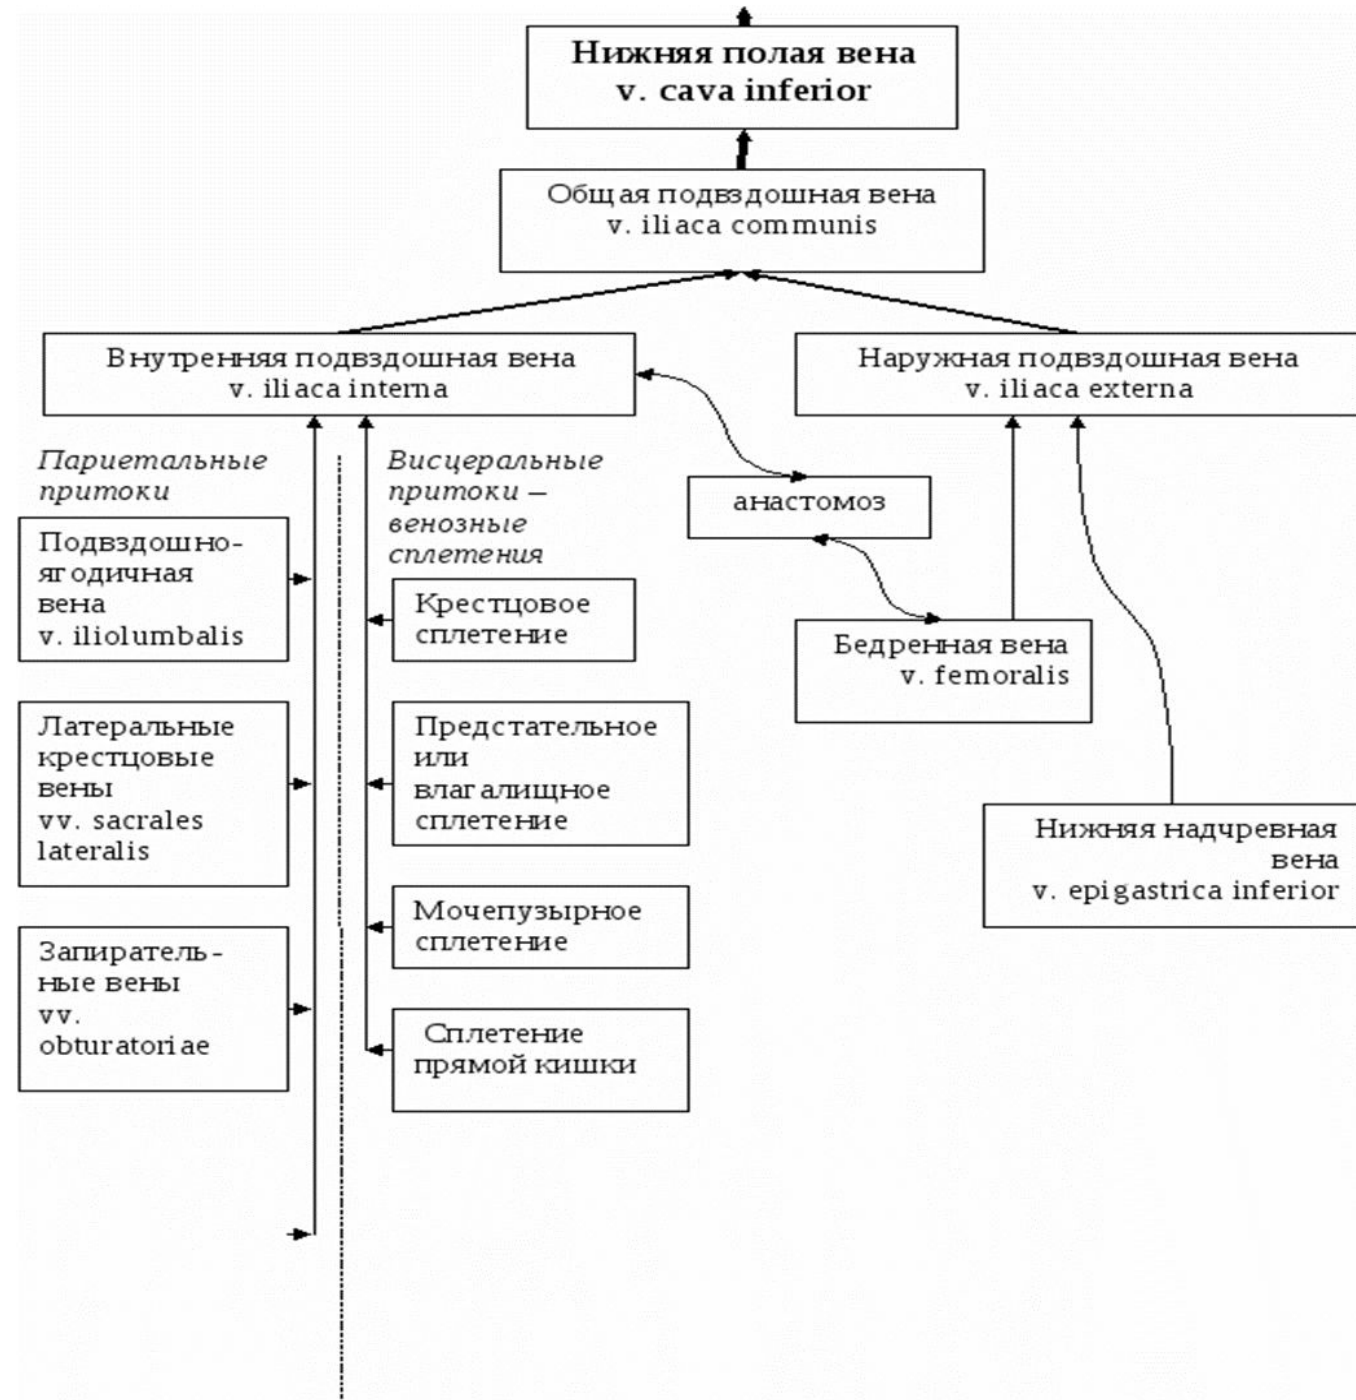 Нижняя полая вена
v. cava inferior
Общая подвздошная вена
v. iliaca communis
Внутренняя подвздошная вена
v. iliaca interna
Наружная подвздошная вена
v. iliaca externa
Париетальные
притоки
Висцеральные
притоки –
венозные
сплетения
анастомоз
Подвздошно-
ягодичная
вена
v. iliolumbalis
Крестцовое
сплетение
Бедренная вена
v. femoralis
Латеральные
крестцовые
вены
vv. sacrales
lateralis
Предстательное
или
влагалищное
сплетение
Нижняя надчревная
вена
v. epigastrica inferior
Мочепузырное
сплетение
Запиратель-
ные вены
vv.
obturatoriae
Сплетение
прямой кишки